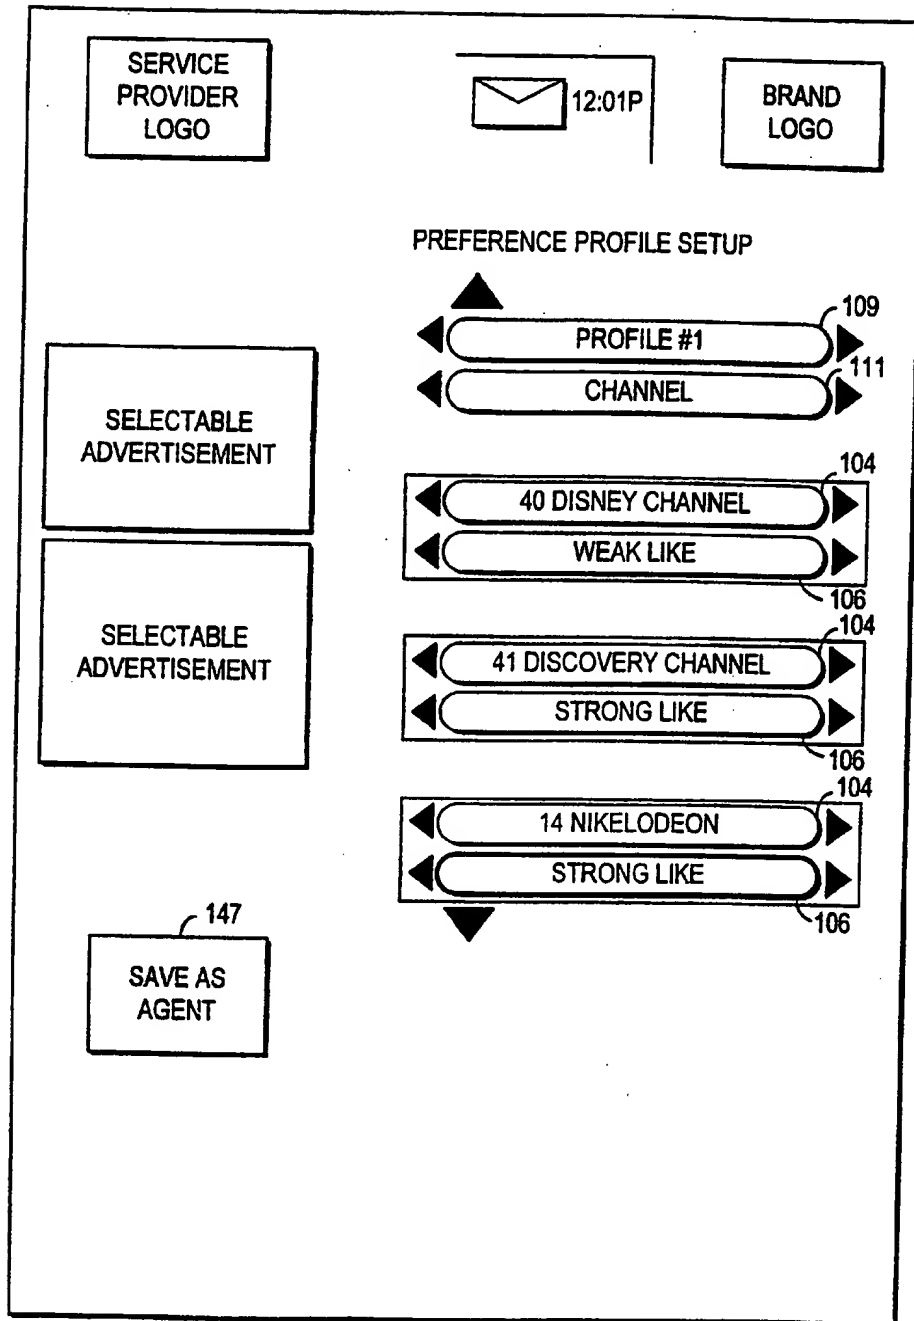 SERVICE
PROVIDER
LOGO
12:01P
BRAND
LOGO
PREFERENCE PROFILE SETUP
109
PROFILE #1
111
CHANNEL
SELECTABLE
ADVERTISEMENT
104
40 DISNEY CHANNEL
WEAK LIKE
106
SELECTABLE
ADVERTISEMENT
104
41 DISCOVERY CHANNEL
STRONG LIKE
106
104
14 NIKELODEON
STRONG LIKE
106
147
SAVE AS
AGENT